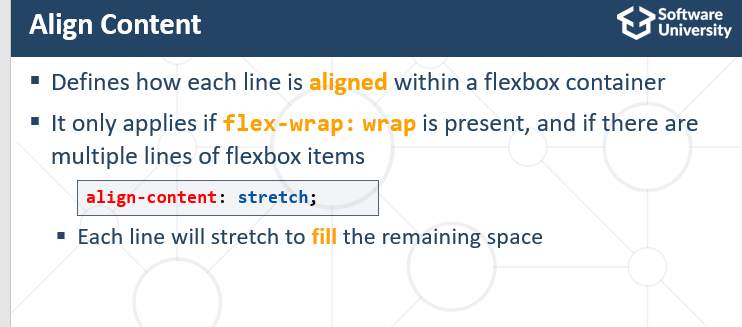 Align Content
Software
University
▪ Defines how each line is aligned within a flexbox container
▪ It only applies if flex-wrap: wrap is present, and if there are
multiple lines of flexbox items
align-content: stretch;
▪ Each line will stretch to fill the remaining space